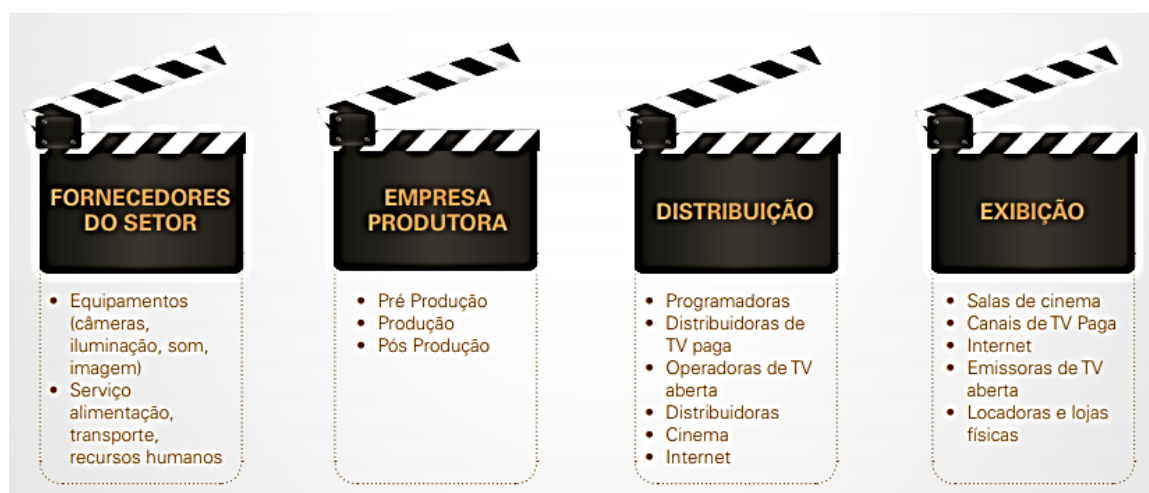 FORNECEDORES
DO SETOR
• Equipamentos
(câmeras,
iluminação, som,
imagem)
• Serviço
alimentação,
transporte,
recursos humanos
EMPRESA
PRODUTORA
• Pré Produção
• Produção
• Pós Produção
DISTRIBUIÇÃO
• Programadoras
• Distribuidoras de
TV paga
• Operadoras de TV
aberta
• Distribuidoras
• Cinema
• Internet
EXIBIÇÃO
• Salas de cinema
• Canais de TV Paga
• Internet
• Emissoras de TV
aberta
• Locadoras e lojas
físicas